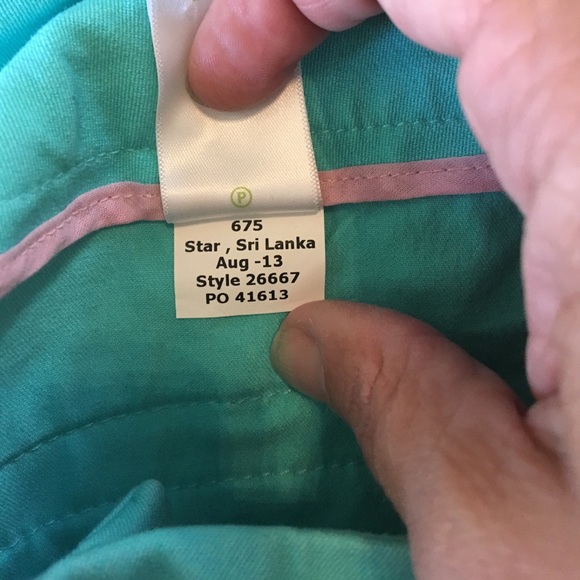 P
675
Star , Sri Lanka
Aug -13
Style 26667
PO 41613